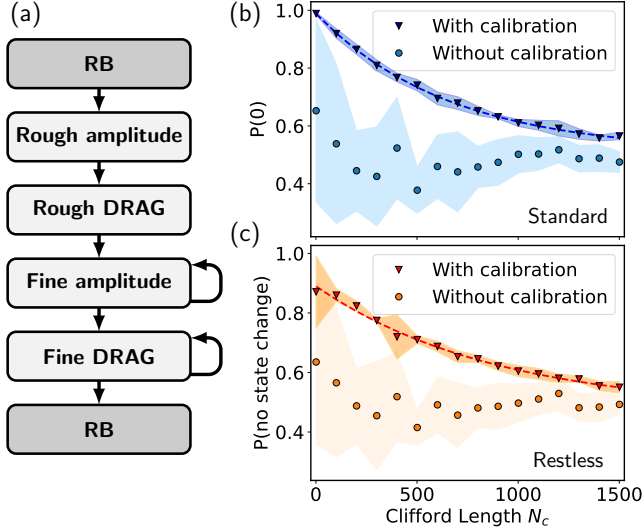 (a)
RB
Rough amplitude
Rough DRAG
Fine amplitude
Fine DRAG
RB
(b)
1.0
0.8
0.6
0.4
P(0)
With calibration
Without calibration
Standard
(c)
1.0
0.8
0.6
0.4
P(no state change)
With calibration
Without calibration
Restless
0
500
1000
1500
Clifford Length N_c